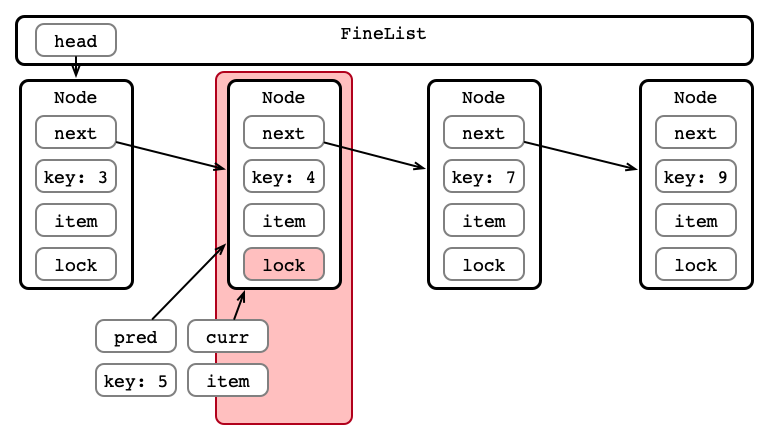 FineList
head
Node
next
key: 3
item
lock
Node
next
key: 4
item
lock
Node
next
key: 7
item
lock
Node
next
key: 9
item
lock
pred
key: 5
curr
item